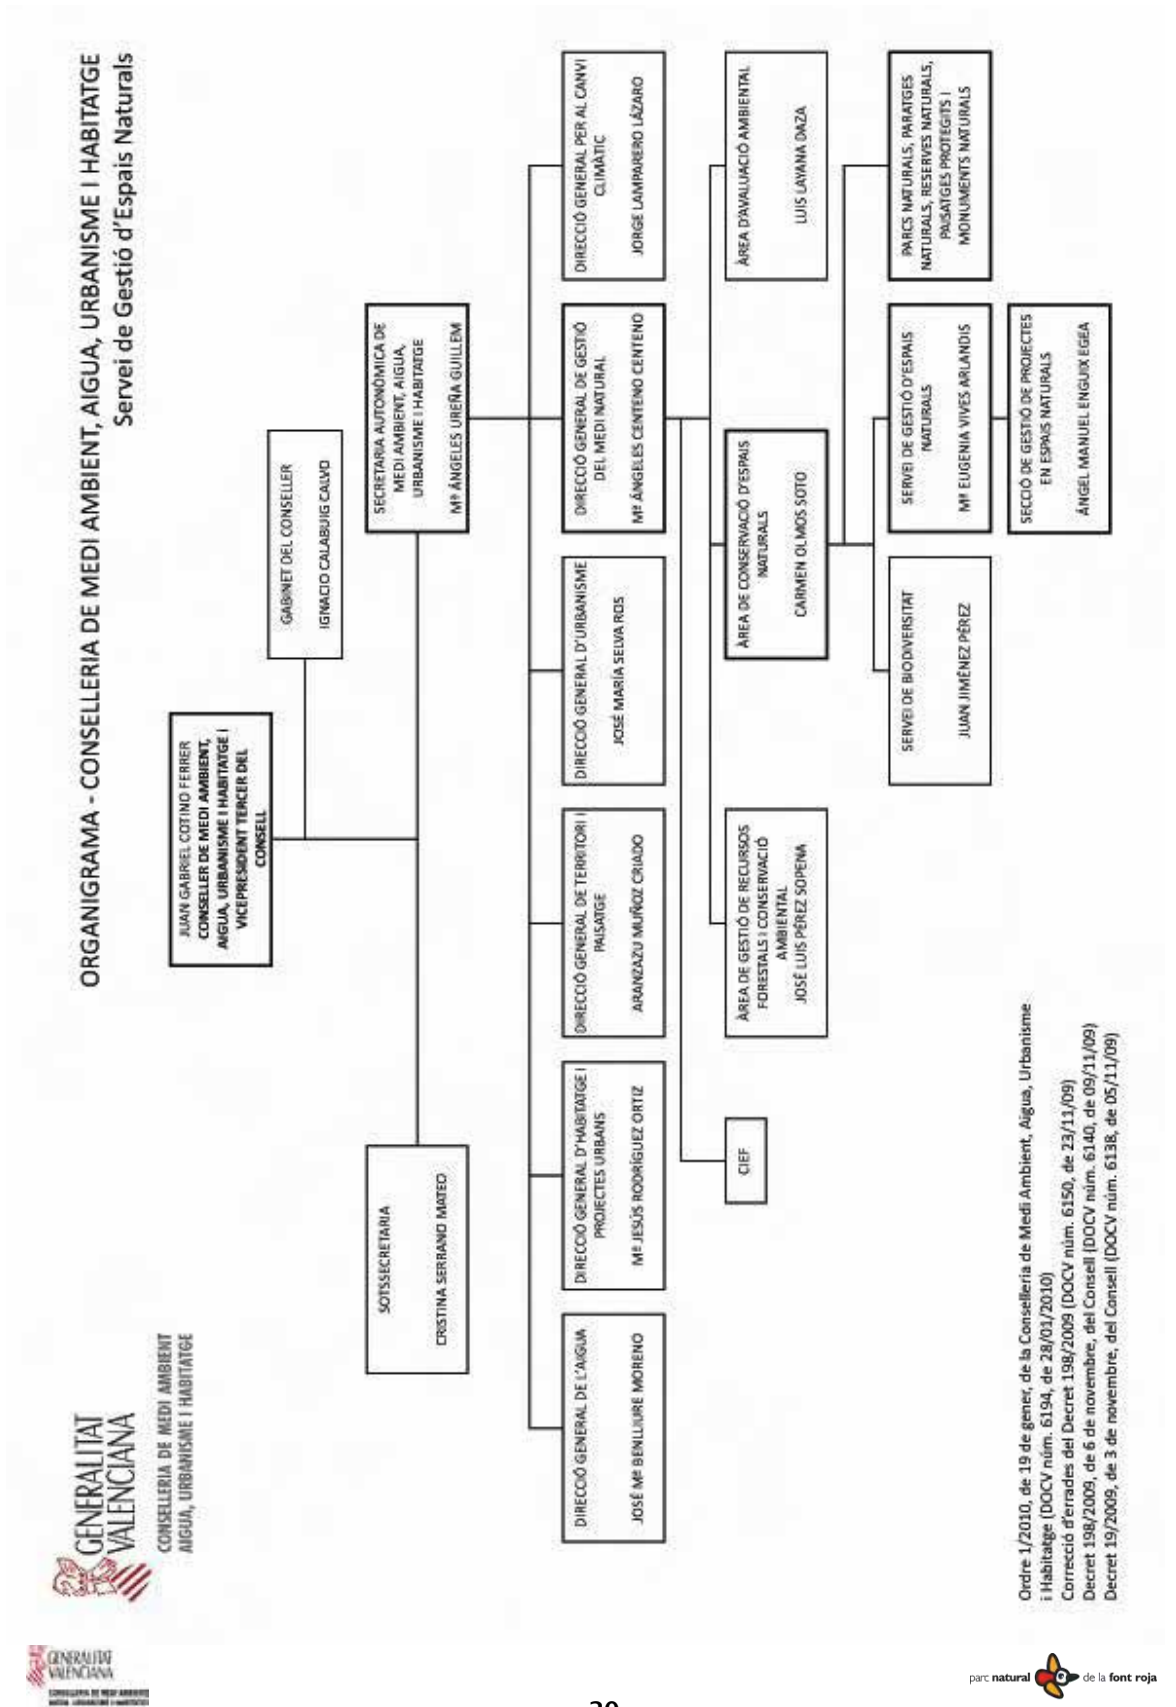 GENERALITAT
VALENCIANA
CONSELLERIA DE MEDI AMBIENT
AIGUA, URBANISME I HABITATGE
ORGANIGRAMA - CONSELLERIA DE MEDI AMBIENT, AIGUA, URBANISME I HABITATGE
Servei de Gestió d'Espais Naturals
JUAN GABRIEL COTINO FERRER
CONSELLER DE MEDI AMBIENT,
AIGUA, URBANISME I HABITATGE I
VICEPRESIDENT TERCER DEL
CONSELL
GABINET DEL CONSELLER
IGNACIO CALABUIG CALVO
SOTSSECRETARIA
CRISTINA SERRANO MATEO
SECRETARIA AUTONÒMICA DE
MEDI AMBIENT, AIGUA,
URBANISME I HABITATGE
Mª ÁNGELES UREÑA GUILLEM
DIRECCIÓ GENERAL DE L'AIGUA
JOSÉ Mª BENLLIURE MORENO
DIRECCIÓ GENERAL D'HABITATGE I
PROJECTES URBANS
Mª JESÚS RODRÍGUEZ ORTIZ
DIRECCIÓ GENERAL DE TERRITORI I
PAISATGE
ARANZAZU MUÑOZ CRIADO
DIRECCIÓ GENERAL D'URBANISME
JOSÉ MARÍA SELVA ROS
DIRECCIÓ GENERAL DE GESTIÓ
DEL MEDI NATURAL
Mª ÁNGELES CENTENO CENTENO
DIRECCIÓ GENERAL PER AL CANVI
CLIMÀTIC
JORGE LAMPARERO LÁZARO
CIEF
ÀREA DE GESTIÓ DE RECURSOS
FORESTALS I CONSERVACIÓ
AMBIENTAL
JOSÉ LUIS PÉREZ SOPENA
ÀREA DE CONSERVACIÓ D'ESPAIS
NATURALS
CARMEN OLMOS SOTO
ÀREA D'AVALUACIÓ AMBIENTAL
LUIS LAYANA DAZA
SERVEI DE BIODIVERSITAT
JUAN JIMÉNEZ PÉREZ
SERVEI DE GESTIÓ D'ESPAIS
NATURALS
Mª EUGENIA VIVES ARLANDIS
PARCS NATURALS, PARATGES
NATURALS, RESERVES NATURALS,
PAISATGES PROTEGITS I
MONUMENTS NATURALS
SECCIÓ DE GESTIÓ DE PROJECTES
EN ESPAIS NATURALS
ÁNGEL MANUEL ENGUIX EGEA
Ordre 1/2010, de 19 de gener, de la Conselleria de Medi Ambient, Aigua, Urbanisme
i Habitatge (DOCV núm. 6194, de 28/01/2010)
Correcció d'errades del Decret 198/2009 (DOCV núm. 6150, de 23/11/09)
Decret 198/2009, de 6 de novembre, del Consell (DOCV núm. 6140, de 09/11/09)
Decret 19/2009, de 3 de novembre, del Consell (DOCV núm. 6138, de 05/11/09)
GENERALITAT
VALENCIANA
parc natural de la font roja